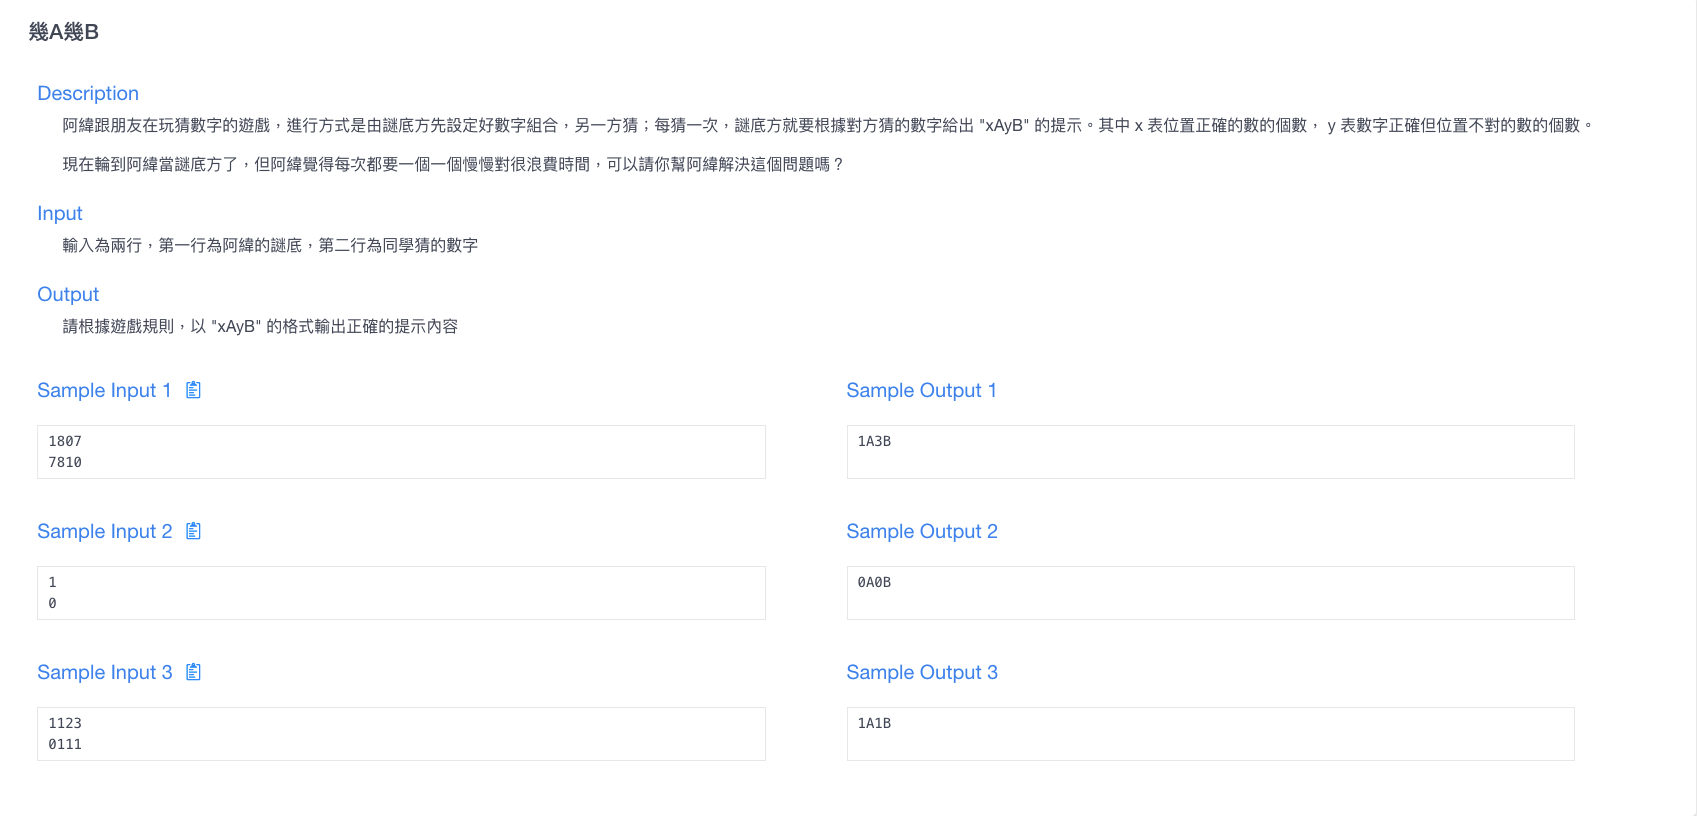 幾A幾B
Description
阿緯跟朋友在玩猜數字的遊戲，進行方式是由謎底方先設定好數字組合，另一方猜；每猜一次，謎底方就要根據對方猜的數字給出 "xAyB" 的提示。其中 x 表位置正確的數的個數， y 表數字正確但位置不對的數的個數。
現在輪到阿緯當謎底方了，但阿緯覺得每次都要一個一個慢慢對很浪費時間，可以請你幫阿緯解決這個問題嗎？
Input
輸入為兩行，第一行為阿緯的謎底，第二行為同學猜的數字
Output
請根據遊戲規則，以 "xAyB" 的格式輸出正確的提示內容
Sample Input 1
Sample Output 1
1807
7810
1A3B
Sample Input 2
Sample Output 2
1
0
0A0B
Sample Input 3
Sample Output 3
1123
0111
1A1B